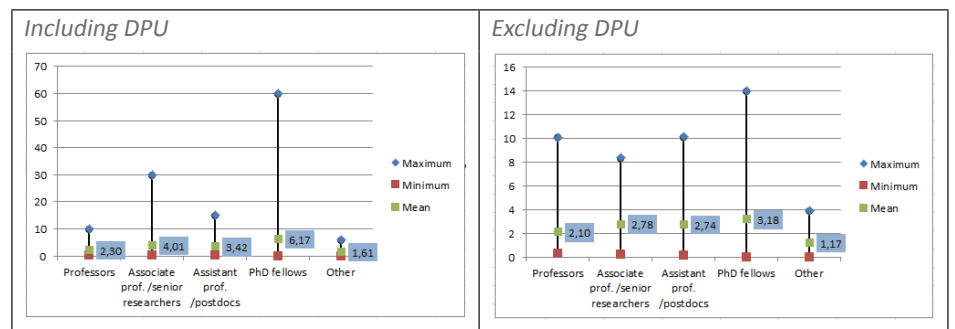 Including DPU
70
60
50
40
30
20
10
0
2,30
4,01
3,42
6,17
1,61
Professors
Associate
prof. /senior
researchers
Assistant
prof.
/postdocs
PhD fellows
Other
Maximum
Minimum
Mean
Excluding DPU
16
14
12
10
8
6
4
2
0
2,10
2,78
2,74
3,18
1,17
Professors
Associate
prof. /senior
researchers
Assistant
prof.
/postdocs
PhD fellows
Other
Maximum
Minimum
Mean